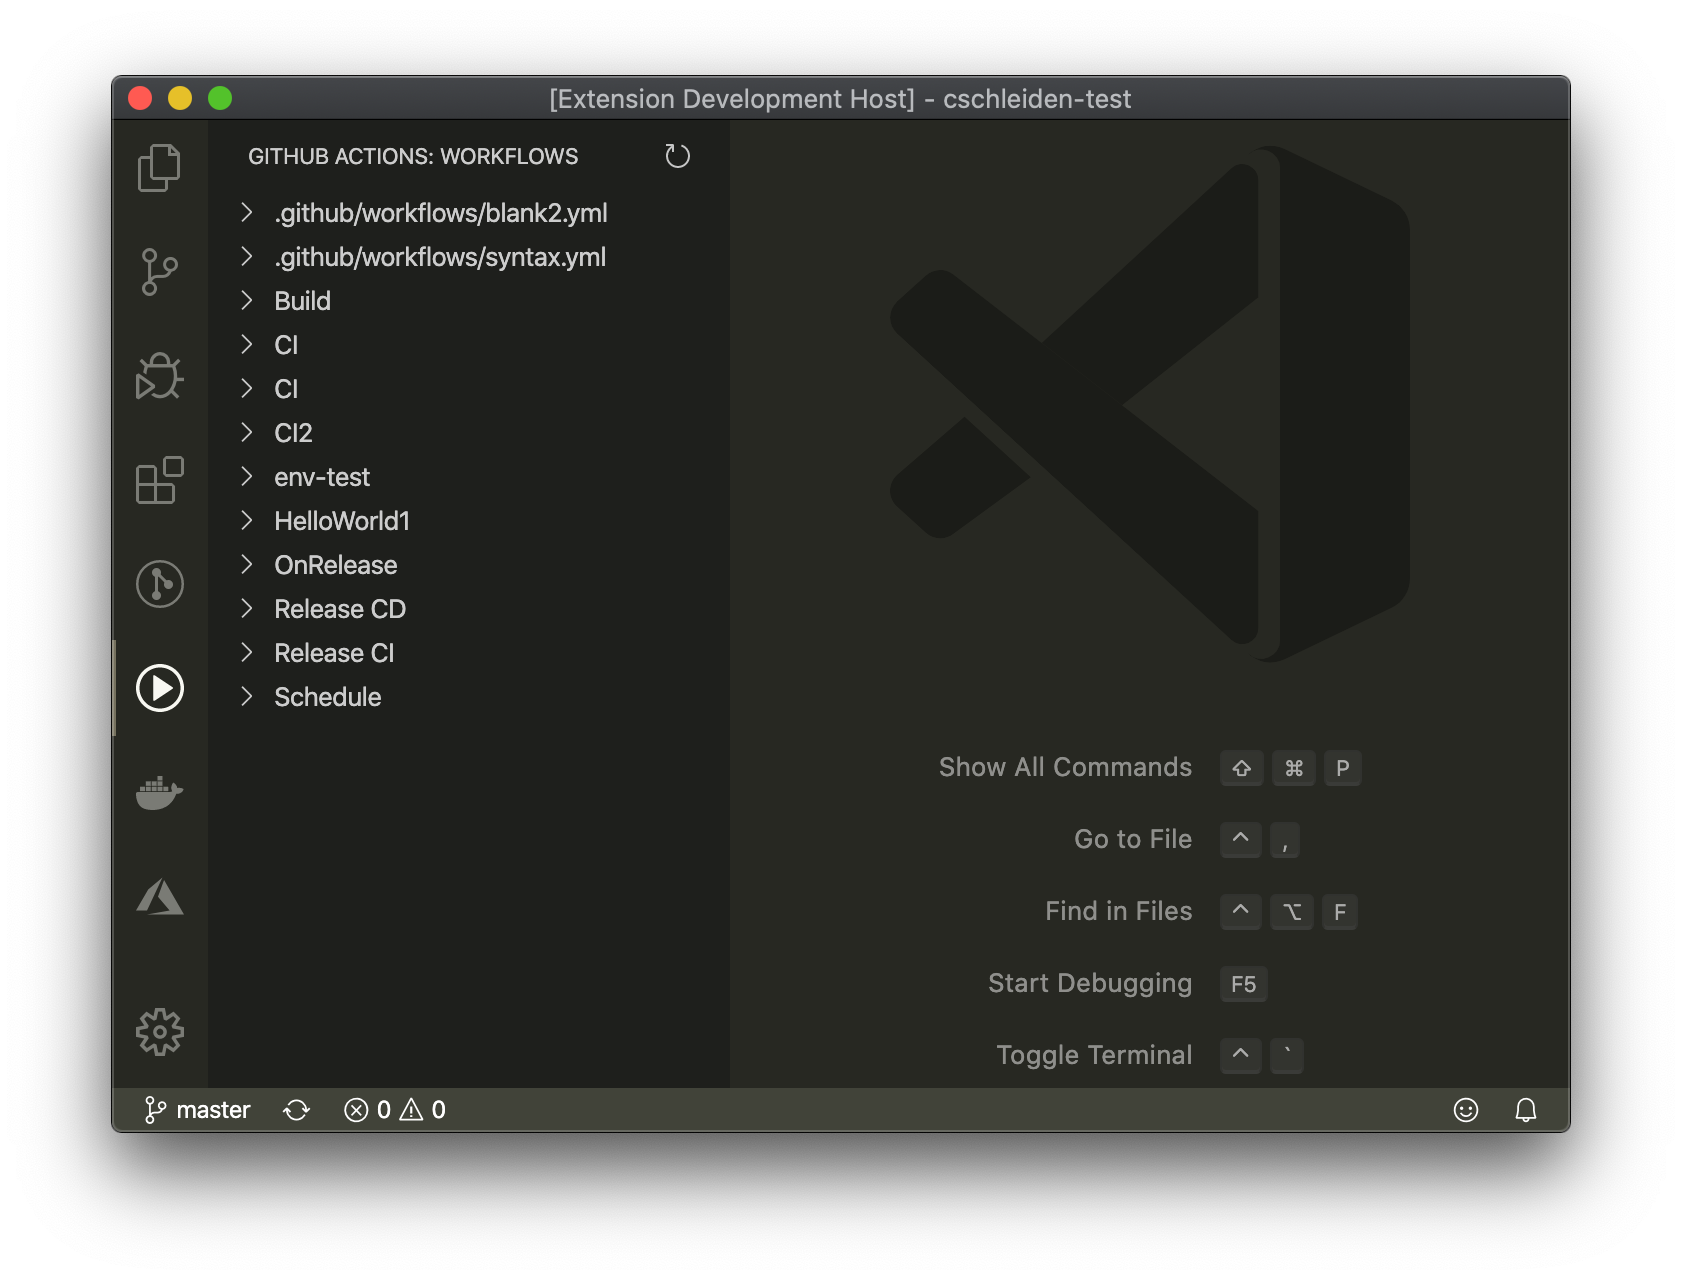 [Extension Development Host] - cschleiden-test
GITHUB ACTIONS: WORKFLOWS
.github/workflows/blank2.yml
.github/workflows/syntax.yml
Build
CI
CI
CI2
env-test
HelloWorld1
OnRelease
Release CD
Release CI
Schedule
Show All Commands ⇧ ⌘ P
Go to File ^ ,
Find in Files ^ ⌥ F
Start Debugging F5
Toggle Terminal ^ `
master 0 0